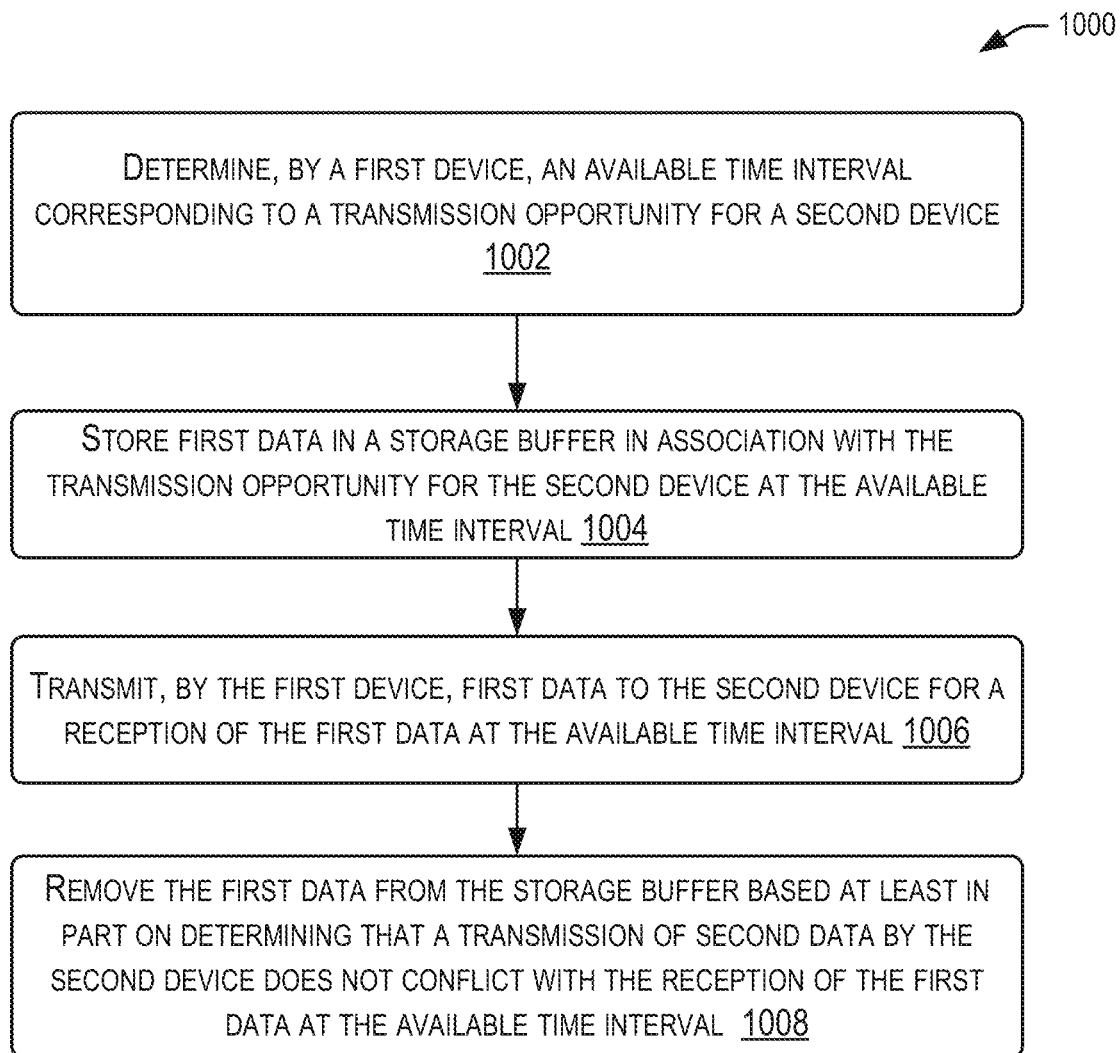 1000
DETERMINE, BY A FIRST DEVICE, AN AVAILABLE TIME INTERVAL
CORRESPONDING TO A TRANSMISSION OPPORTUNITY FOR A SECOND DEVICE
1002
STORE FIRST DATA IN A STORAGE BUFFER IN ASSOCIATION WITH THE
TRANSMISSION OPPORTUNITY FOR THE SECOND DEVICE AT THE AVAILABLE
TIME INTERVAL 1004
TRANSMIT, BY THE FIRST DEVICE, FIRST DATA TO THE SECOND DEVICE FOR A
RECEPTION OF THE FIRST DATA AT THE AVAILABLE TIME INTERVAL 1006
REMOVE THE FIRST DATA FROM THE STORAGE BUFFER BASED AT LEAST IN
PART ON DETERMINING THAT A TRANSMISSION OF SECOND DATA BY THE
SECOND DEVICE DOES NOT CONFLICT WITH THE RECEPTION OF THE FIRST
DATA AT THE AVAILABLE TIME INTERVAL 1008